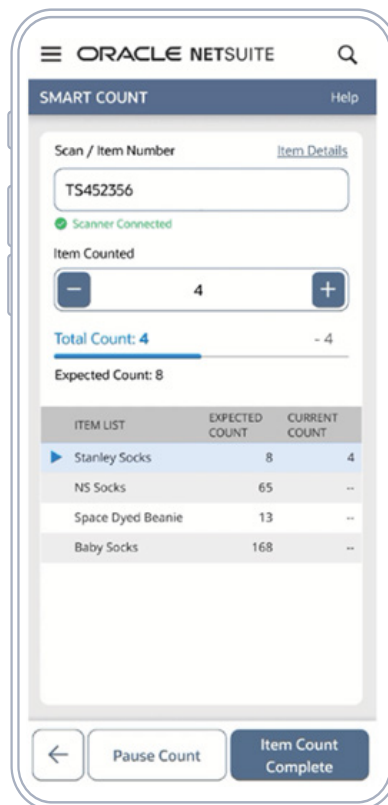 ORACLE NETSUITE
SMART COUNT Help
Scan / Item Number Item Details
TS452356
Scanner Connected
Item Counted
− 4 +
Total Count: 4 - 4
Expected Count: 8
ITEM LIST EXPECTED COUNT CURRENT COUNT
Stanley Socks 8 4
NS Socks 65 --
Space Dyed Beanie 13 --
Baby Socks 168 --
Pause Count Item Count Complete